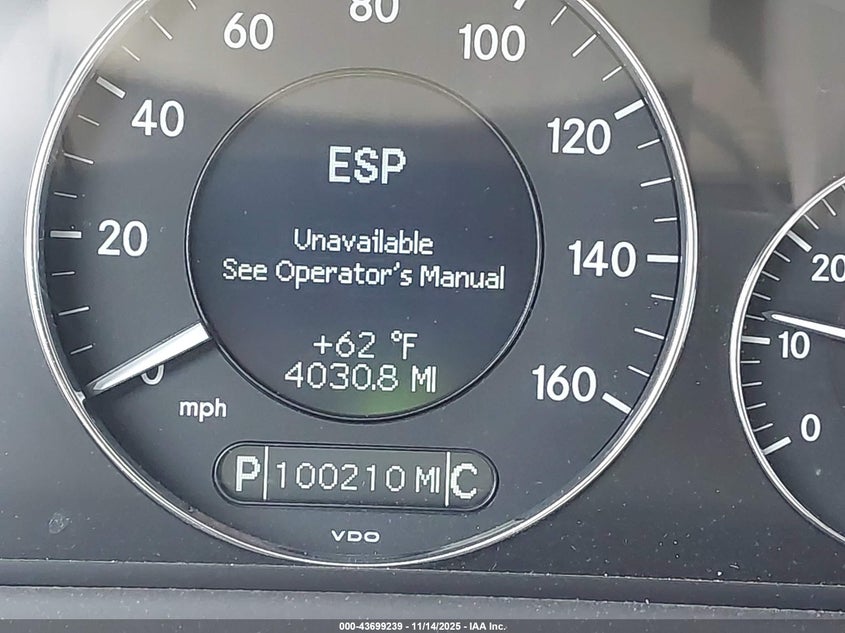 80
60
100
40
120
ESP
20
Unavailable
140
See Operator's Manual
20
+62 °F
10
4030.8 MI
160
0
mph
0
P 100210 MI C
VDO
000-43699239 - 11/14/2025 - IAA Inc.